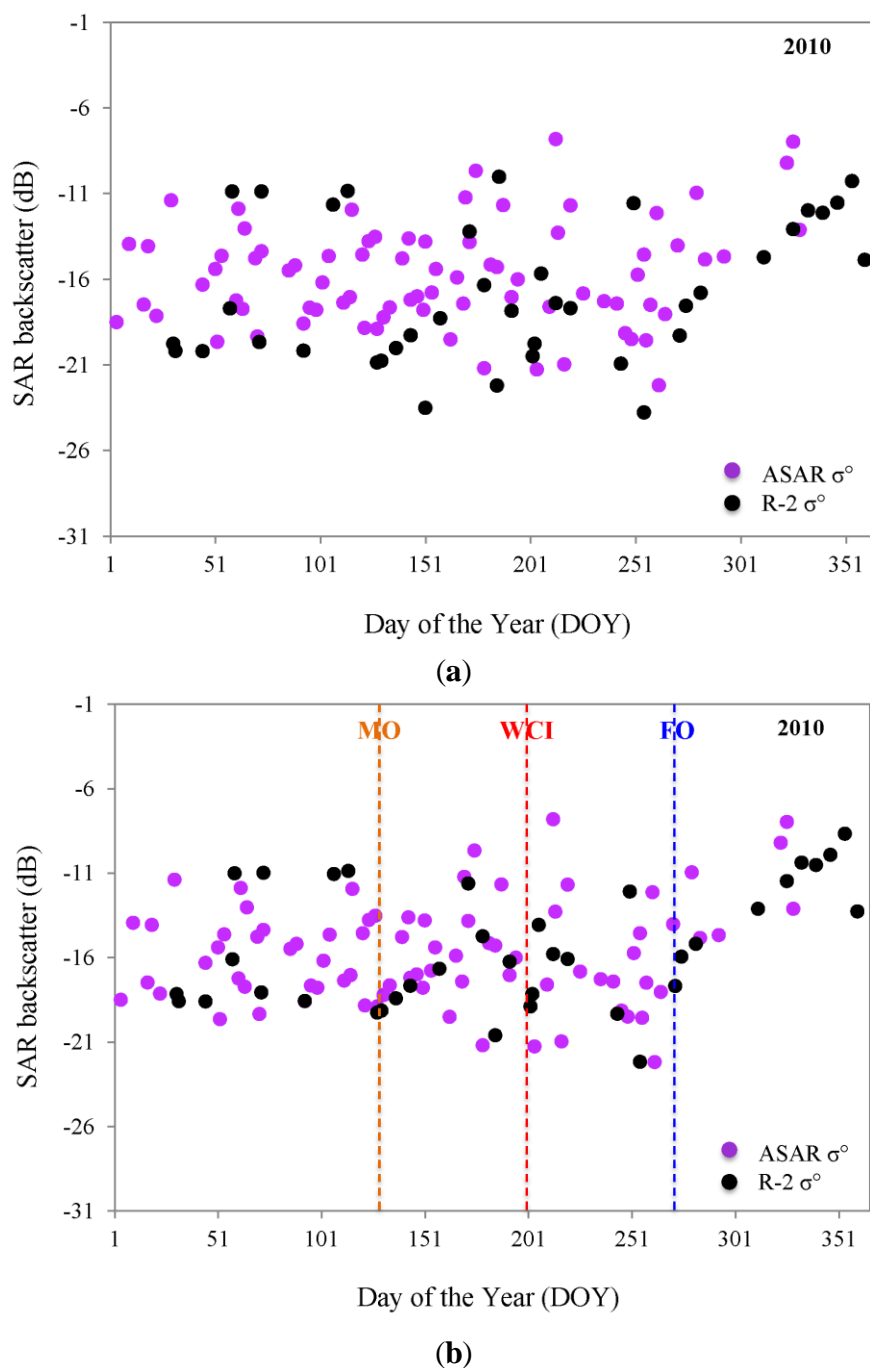 -1
2010
-6
-11
-16
-21
-26
-31
SAR backscatter (dB)
ASAR σ°
R-2 σ°
1 51 101 151 201 251 301 351
Day of the Year (DOY)
(a)
-1
MO WCI FO 2010
-6
-11
-16
-21
-26
-31
SAR backscatter (dB)
ASAR σ°
R-2 σ°
1 51 101 151 201 251 301 351
Day of the Year (DOY)
(b)